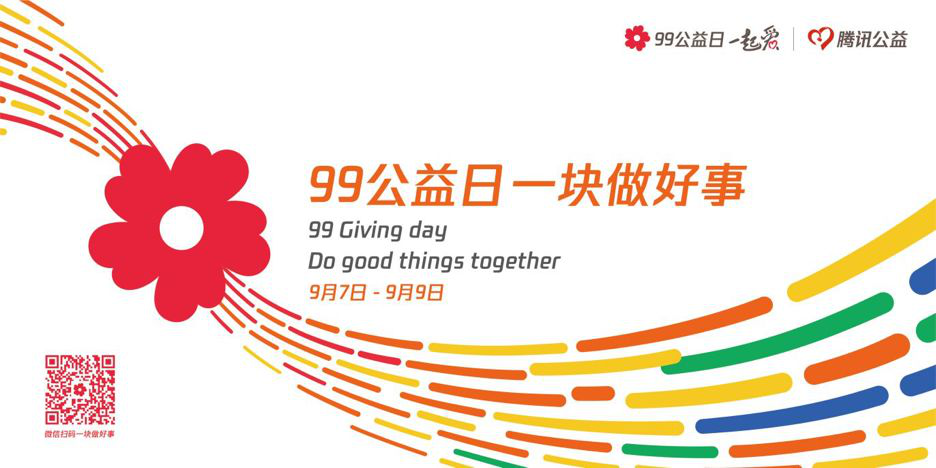 99公益日 一起爱 腾讯公益
99公益日一块做好事
99 Giving day
Do good things together
9月7日 - 9月9日
微信扫码一块做好事